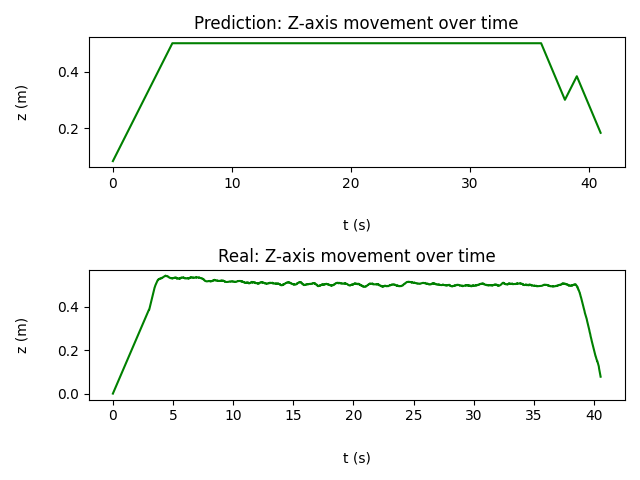 Prediction: Z-axis movement over time
0.4
0.2
z (m)
0 10 20 30 40
t (s)
Real: Z-axis movement over time
0.4
0.2
0.0
z (m)
0 5 10 15 20 25 30 35 40
t (s)